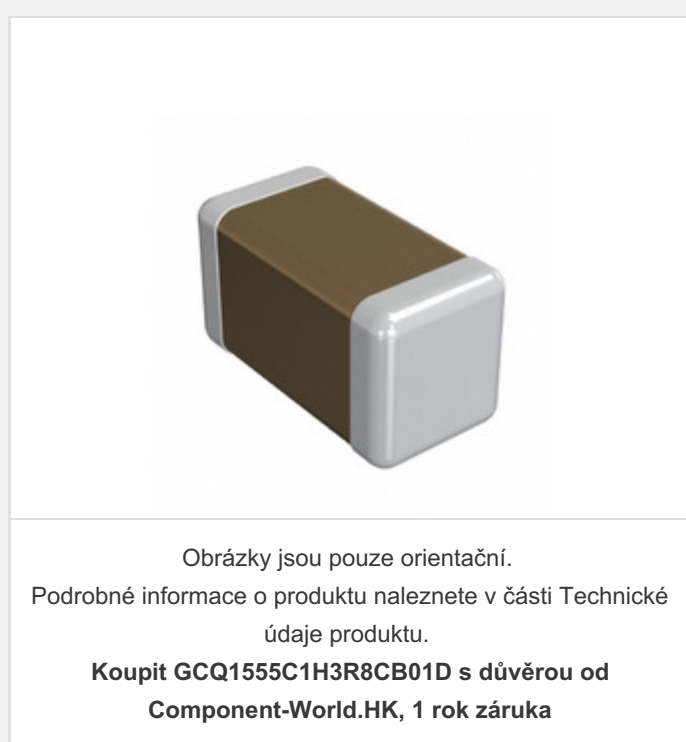 Obrázky jsou pouze orientační.
Podrobné informace o produktu naleznete v části Technické
údaje produktu.
Koupit GCQ1555C1H3R8CB01D s důvěrou od
Component-World.HK, 1 rok záruka